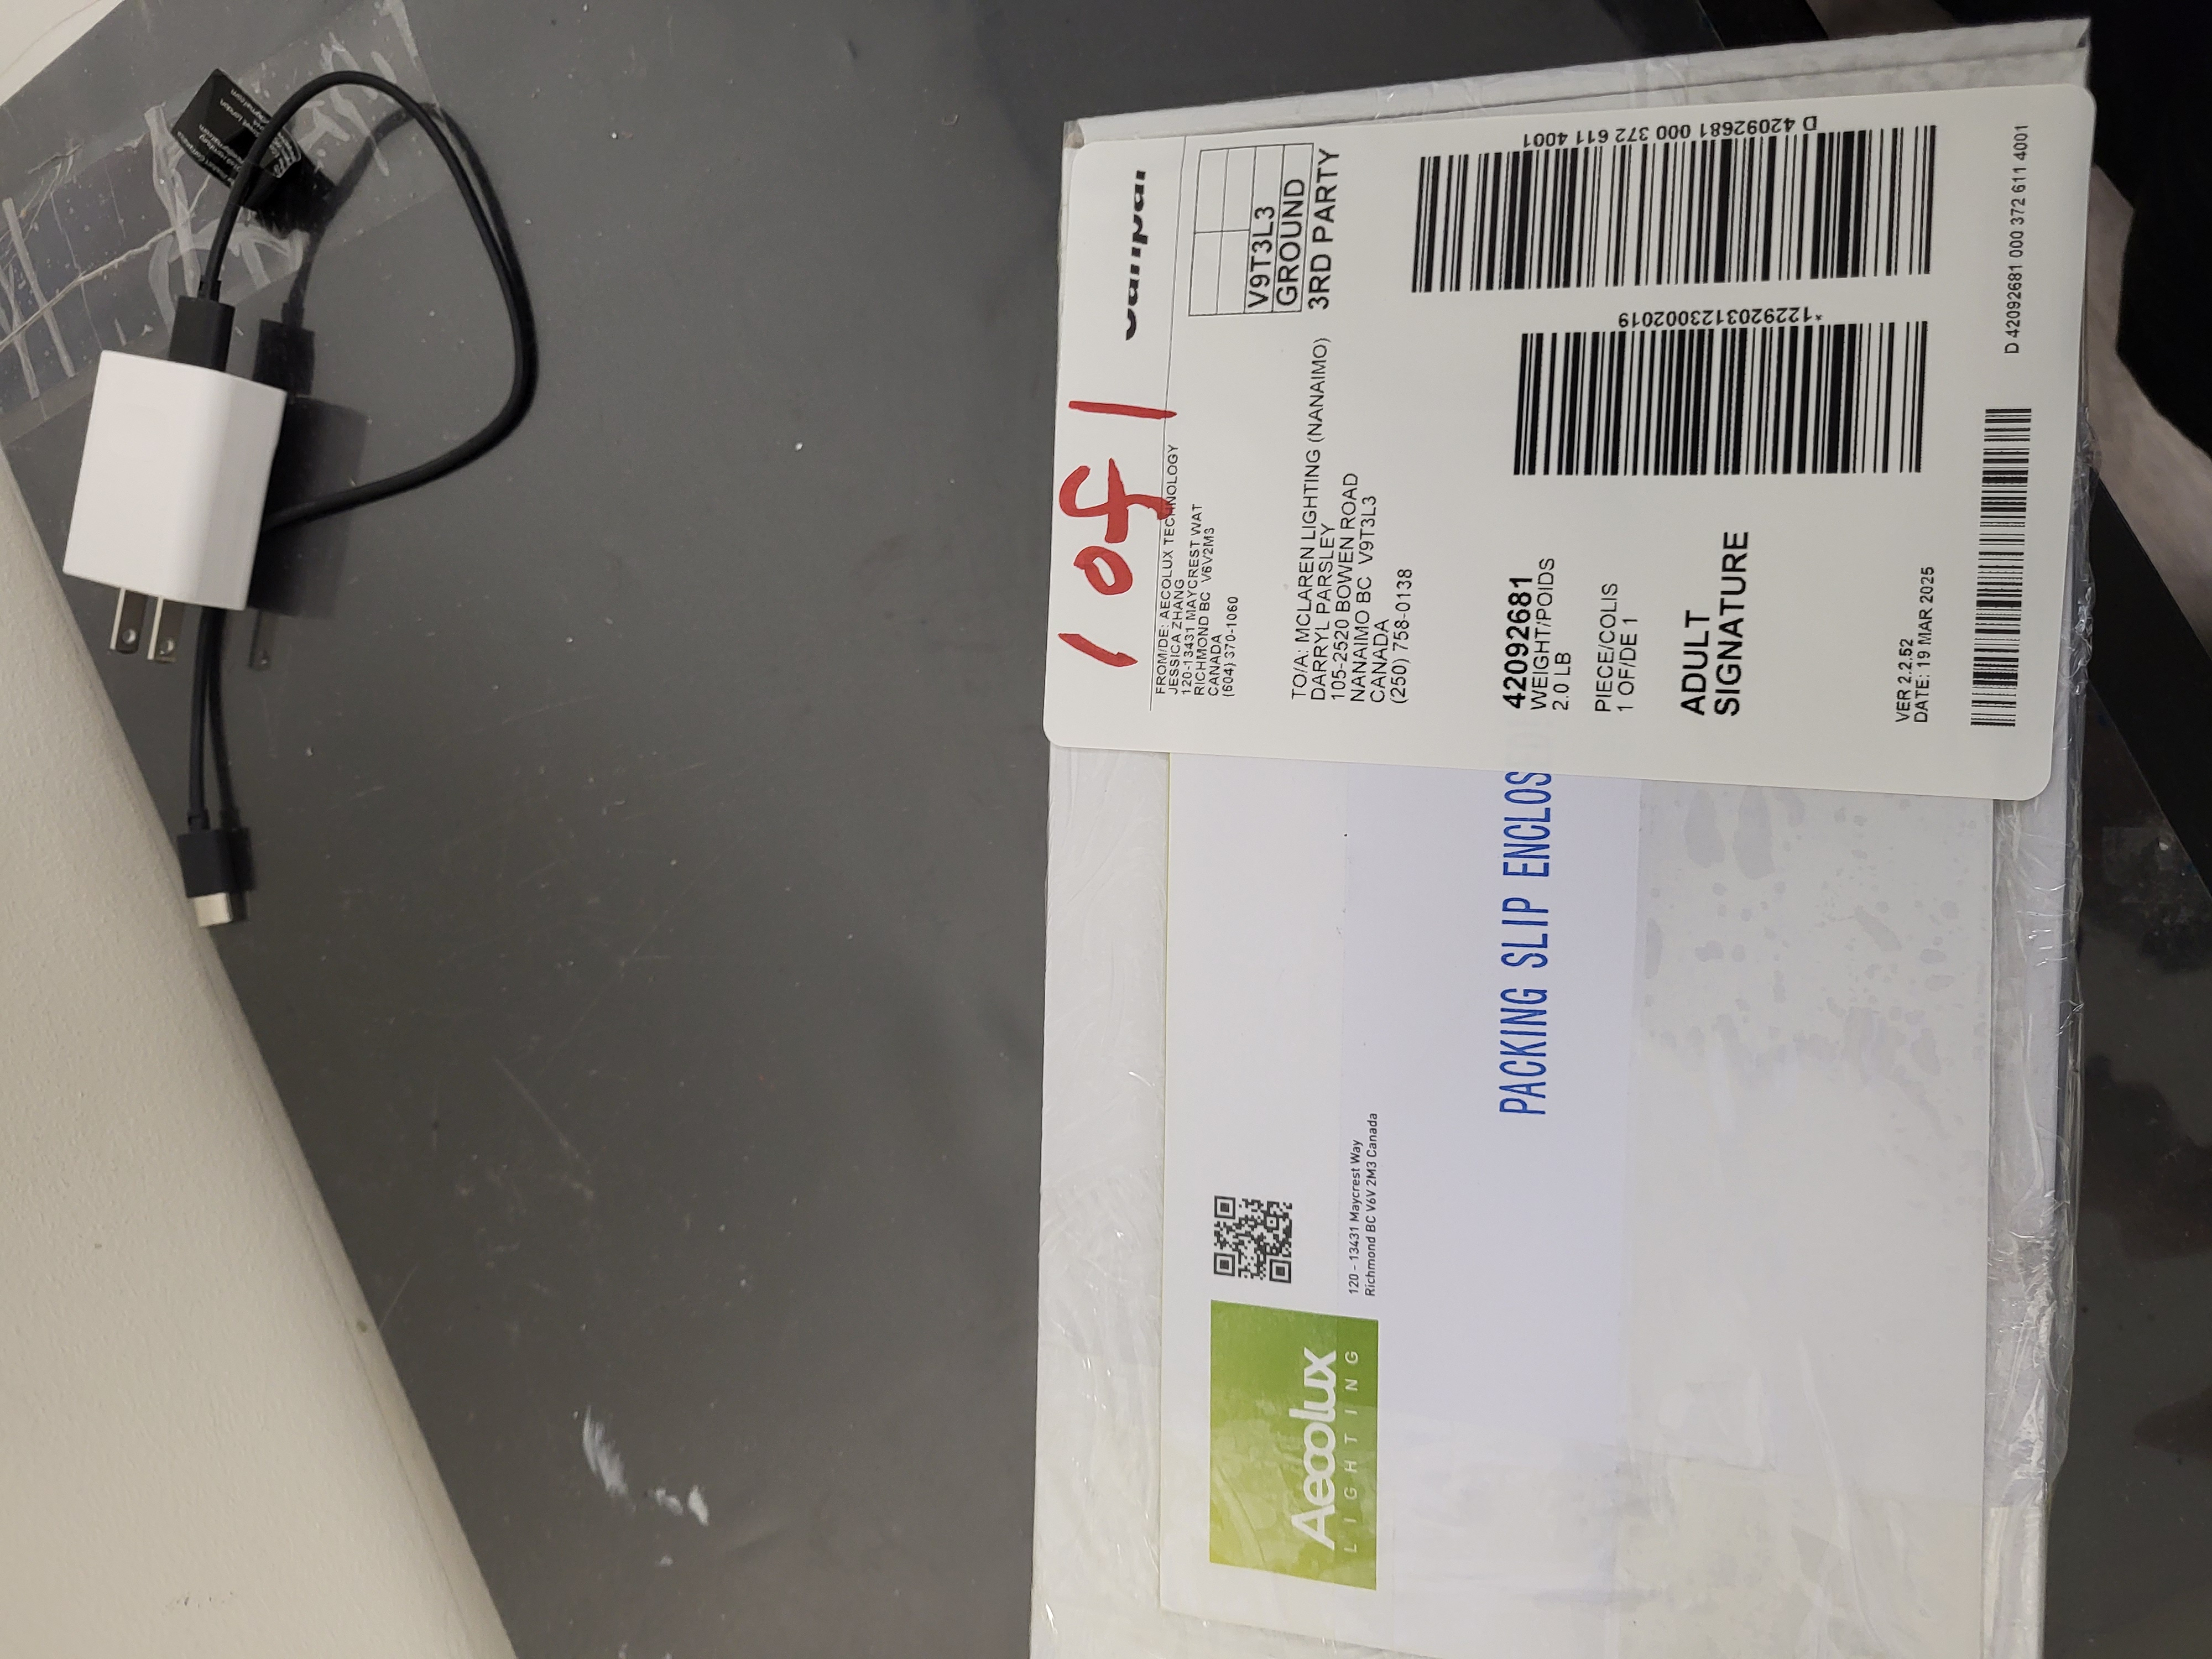 1 of 1
Canpar
FROM/DE: AECOLUX TECHNOLOGY
JESSICA ZHANG
120-13431 MAYCREST WAT
RICHMOND BC V6V2M3
CANADA
(604) 370-1060
V9T3L3
GROUND
3RD PARTY
TO/A: MCLAREN LIGHTING (NANAIMO)
DARRYL PARSLEY
105-2520 BOWEN ROAD
NANAIMO BC V9T3L3
CANADA
(250) 758-0138
D 42092681 000 372 611 4001
*1229203123002019
42092681
WEIGHT/POIDS
2.0 LB
PIECE/COLIS
1 OF/DE 1
ADULT
SIGNATURE
VER 2.2.52
DATE: 19 MAR 2025
D 42092681 000 372 611 4001
Aecolux
LIGHTING
120 - 13431 Maycrest Way
Richmond BC V6V 2M3 Canada
PACKING SLIP ENCLOS